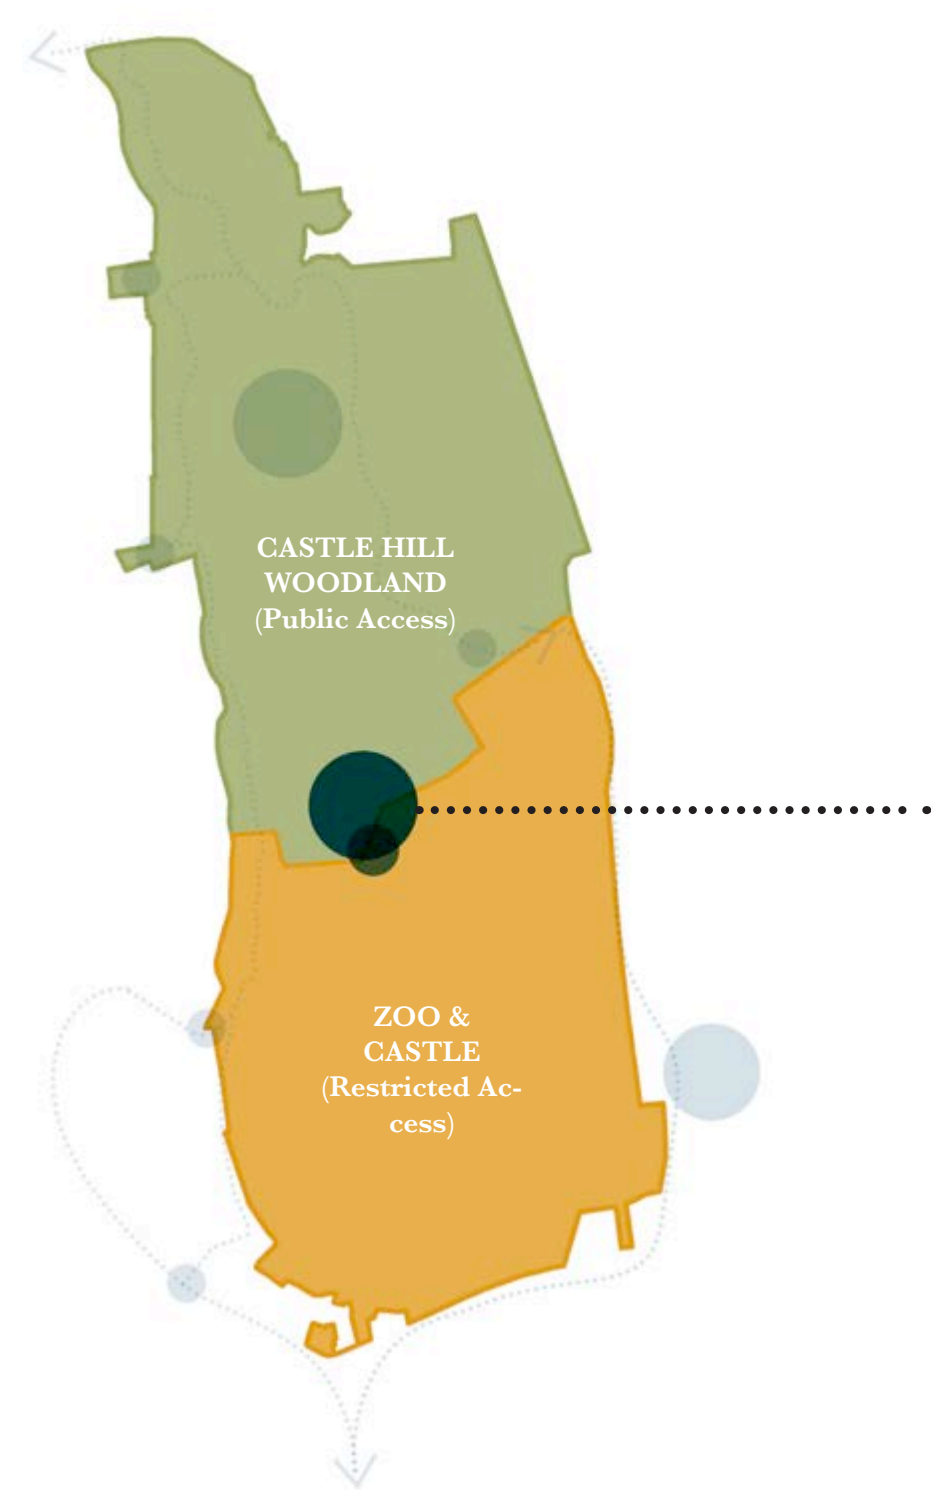 CASTLE HILL
WOODLAND
(Public Access)
ZOO &
CASTLE
(Restricted Ac-
cess)